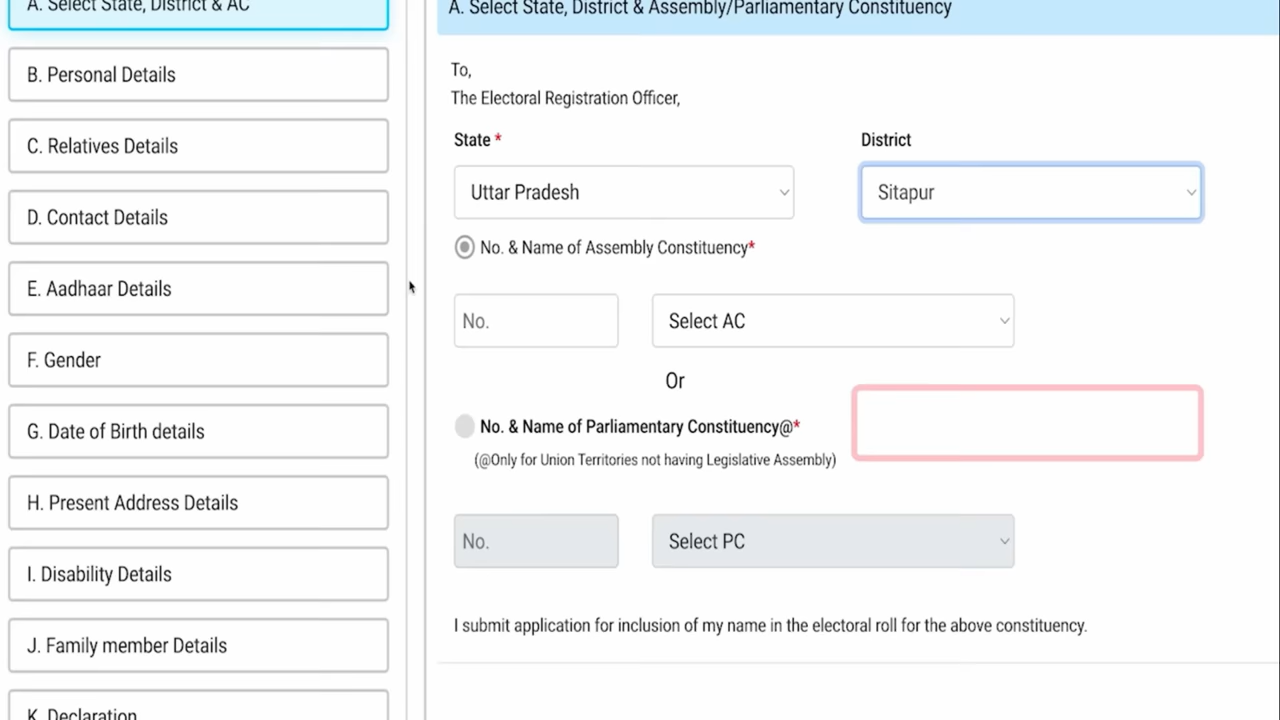 A. Select State, District & AC
B. Personal Details
C. Relatives Details
D. Contact Details
E. Aadhaar Details
F. Gender
G. Date of Birth details
H. Present Address Details
I. Disability Details
J. Family member Details
K. Declaration
A. Select State, District & Assembly/Parliamentary Constituency
To,
The Electoral Registration Officer,
State * District
Uttar Pradesh Sitapur
No. & Name of Assembly Constituency*
No. Select AC
Or
No. & Name of Parliamentary Constituency@*
(@Only for Union Territories not having Legislative Assembly)
No. Select PC
I submit application for inclusion of my name in the electoral roll for the above constituency.